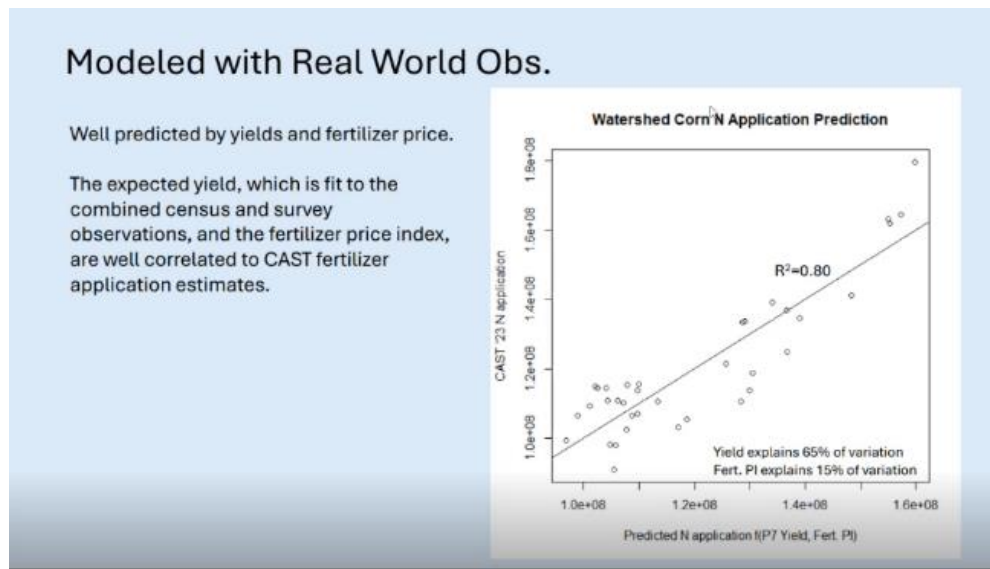 Modeled with Real World Obs.
Well predicted by yields and fertilizer price.
The expected yield, which is fit to the
combined census and survey
observations, and the fertilizer price index,
are well correlated to CAST fertilizer
application estimates.
Watershed Corn N Application Prediction
CAST '23 N application
1.8e+08
1.6e+08
1.4e+08
1.2e+08
1.0e+08
R²=0.80
Yield explains 65% of variation
Fert. PI explains 15% of variation
1.0e+08 1.2e+08 1.4e+08 1.6e+08
Predicted N application f(P7 Yield, Fert. PI)